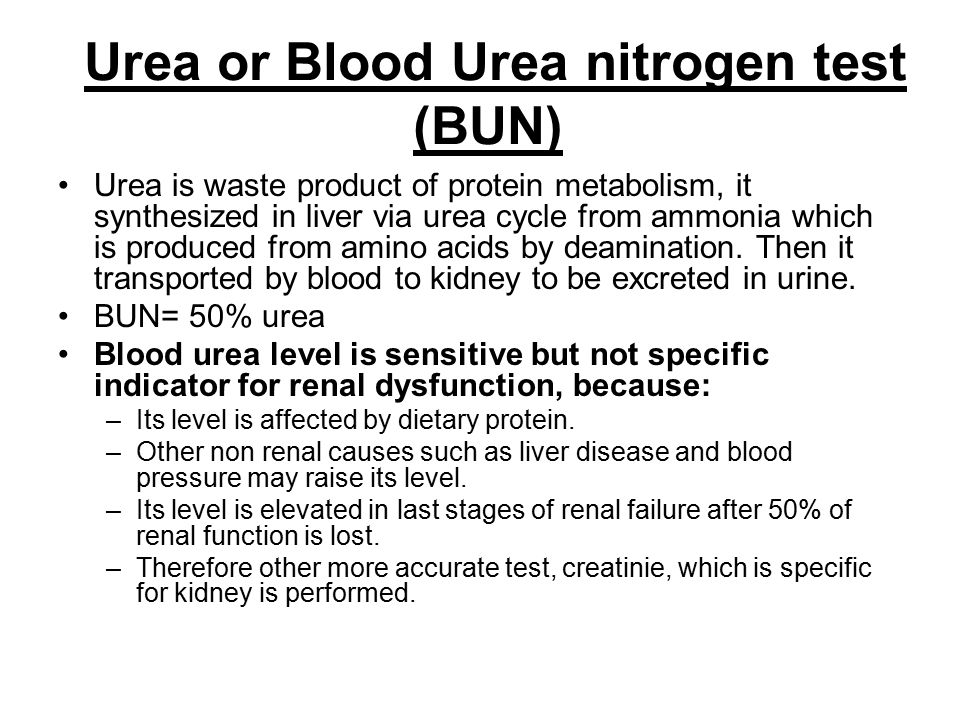 Urea or Blood Urea nitrogen test
(BUN)
• Urea is waste product of protein metabolism, it
synthesized in liver via urea cycle from ammonia which
is produced from amino acids by deamination. Then it
transported by blood to kidney to be excreted in urine.
• BUN= 50% urea
• Blood urea level is sensitive but not specific
indicator for renal dysfunction, because:
– Its level is affected by dietary protein.
– Other non renal causes such as liver disease and blood
pressure may raise its level.
– Its level is elevated in last stages of renal failure after 50% of
renal function is lost.
– Therefore other more accurate test, creatinie, which is specific
for kidney is performed.